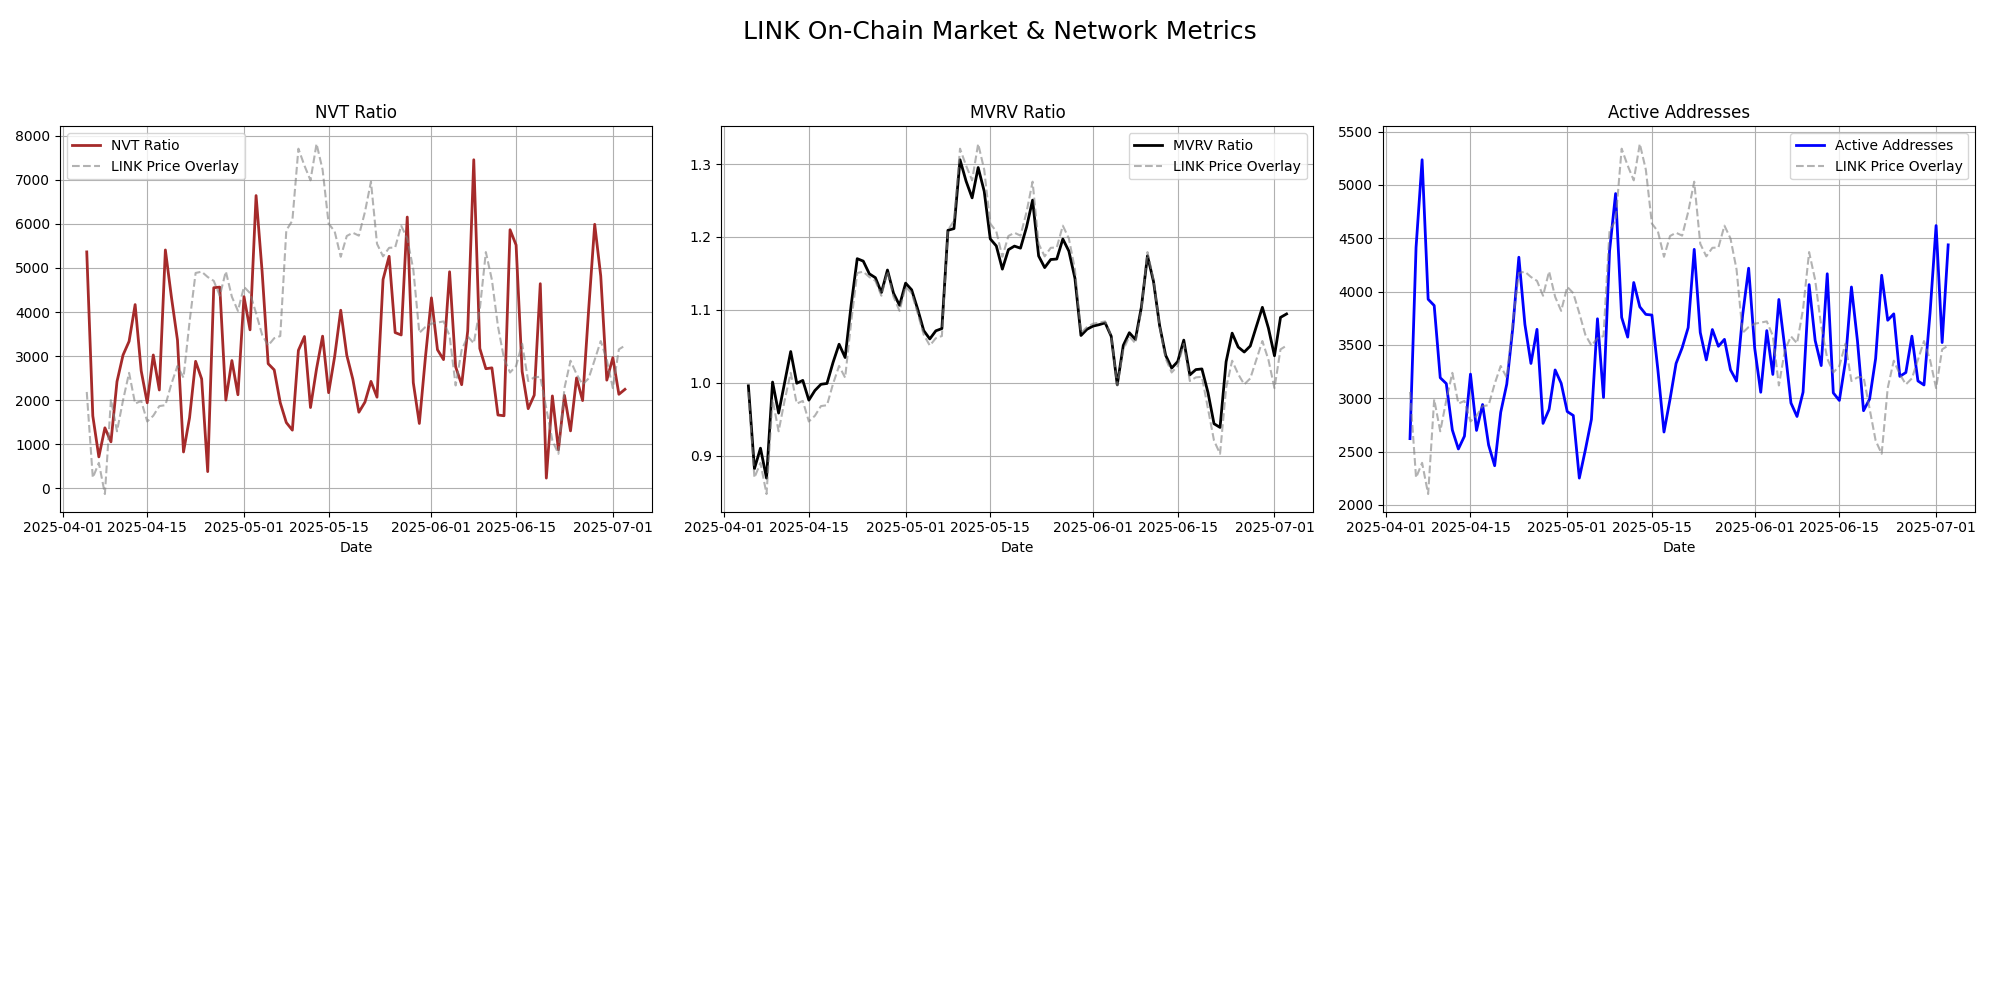 LINK On-Chain Market & Network Metrics
NVT Ratio
8000
7000
6000
5000
4000
3000
2000
1000
0
NVT Ratio
LINK Price Overlay
2025-04-01 2025-04-15 2025-05-01 2025-05-15 2025-06-01 2025-06-15 2025-07-01
Date
MVRV Ratio
1.3
1.2
1.1
1.0
0.9
MVRV Ratio
LINK Price Overlay
2025-04-01 2025-04-15 2025-05-01 2025-05-15 2025-06-01 2025-06-15 2025-07-01
Date
Active Addresses
5500
5000
4500
4000
3500
3000
2500
2000
Active Addresses
LINK Price Overlay
2025-04-01 2025-04-15 2025-05-01 2025-05-15 2025-06-01 2025-06-15 2025-07-01
Date